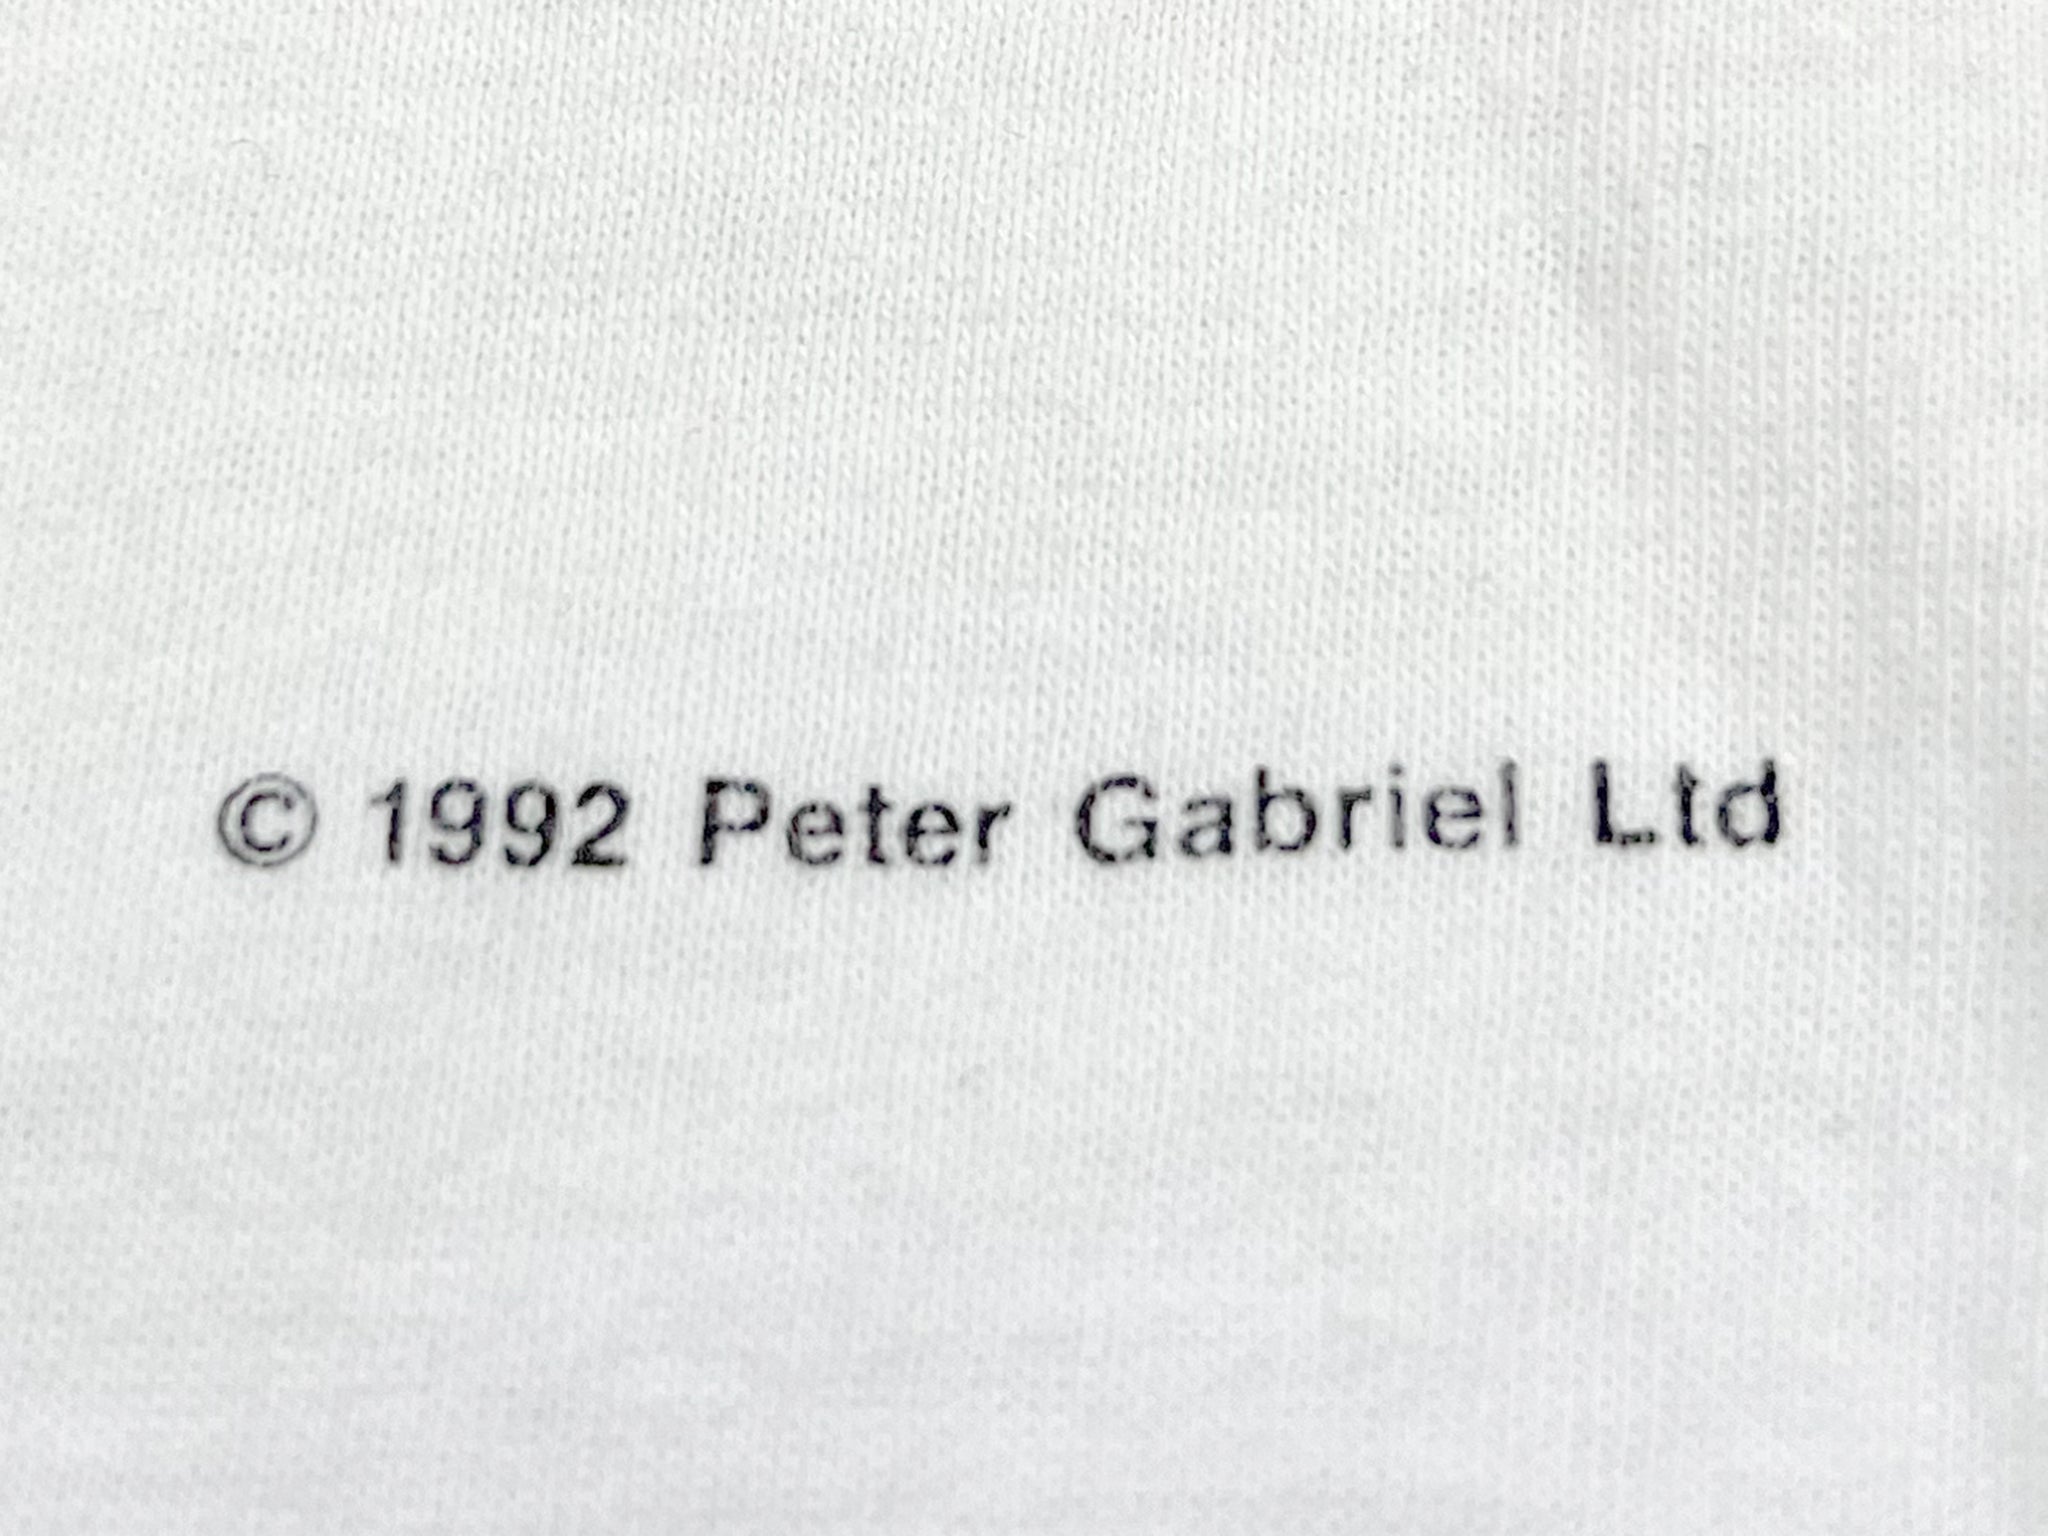 © 1992 Peter Gabriel Ltd